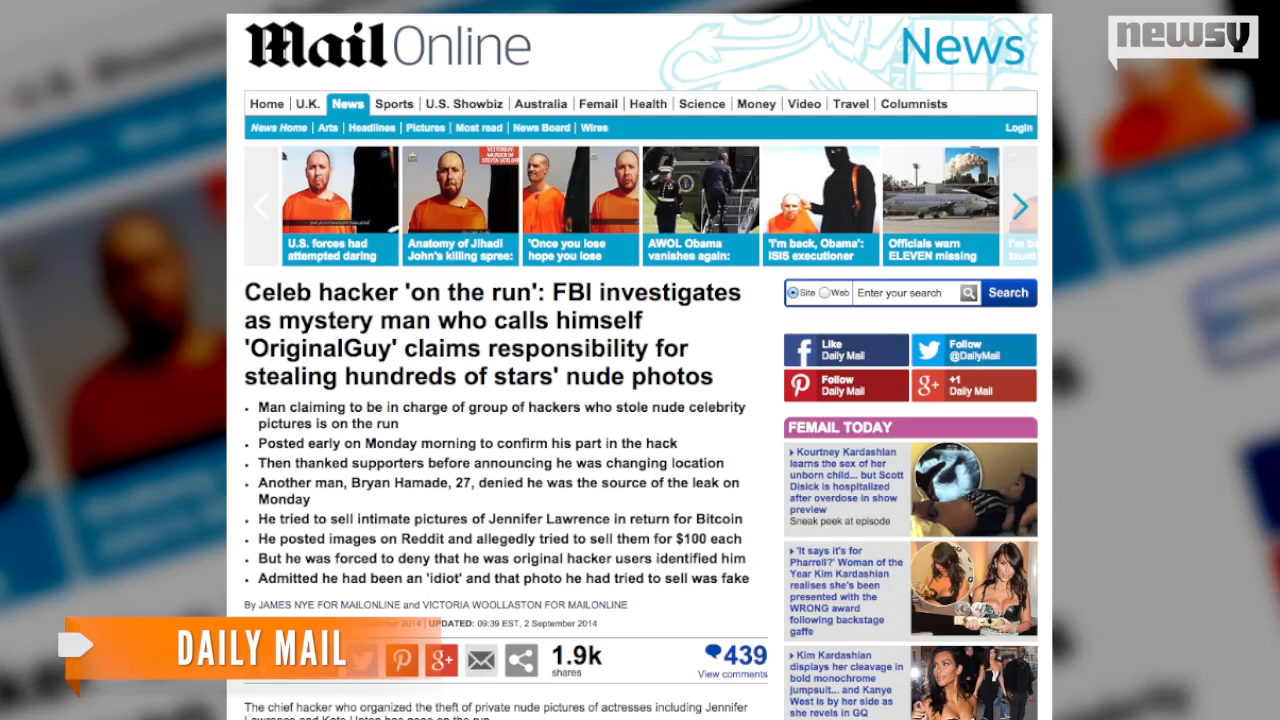 Mail Online
News
newsy
Home | U.K. | News | Sports | U.S. Showbiz | Australia | Femail | Health | Science | Money | Video | Travel | Columnists
News Home | Arts | Headlines | Pictures | Most read | News Board | Wires
Login
U.S. forces had
attempted daring
Anatomy of Jihadi
John's killing spree:
'Once you lose
hope you lose
AWOL Obama
vanishes again:
'I'm back, Obama':
ISIS executioner
Officials warn
ELEVEN missing
Celeb hacker 'on the run': FBI investigates
as mystery man who calls himself
'OriginalGuy' claims responsibility for
stealing hundreds of stars' nude photos
Man claiming to be in charge of group of hackers who stole nude celebrity
pictures is on the run
Posted early on Monday morning to confirm his part in the hack
Then thanked supporters before announcing he was changing location
Another man, Bryan Hamade, 27, denied he was the source of the leak on
Monday
He tried to sell intimate pictures of Jennifer Lawrence in return for Bitcoin
He posted images on Reddit and allegedly tried to sell them for $100 each
But he was forced to deny that he was original hacker users identified him
Admitted he had been an 'idiot' and that photo he had tried to sell was fake
By JAMES NYE FOR MAILONLINE and VICTORIA WOOLLASTON FOR MAILONLINE
2014 | UPDATED: 09:39 EST, 2 September 2014
DAILY MAIL
1.9k
shares
439
View comments
The chief hacker who organized the theft of private nude pictures of actresses including Jennifer
Site Web Enter your search Search
Like
Daily Mail
Follow
@DailyMail
Follow
Daily Mail
+1
Daily Mail
FEMAIL TODAY
Kourtney Kardashian
learns the sex of her
unborn child... but Scott
Disick is hospitalized
after overdose in show
preview
Sneak peek at episode
'It says it's for
Pharrell?' Woman of the
Year Kim Kardashian
realises she's been
presented with the
WRONG award
following backstage
gaffe
Kim Kardashian
displays her cleavage in
bold monochrome
jumpsuit... and Kanye
West is by her side as
she revels in GQ